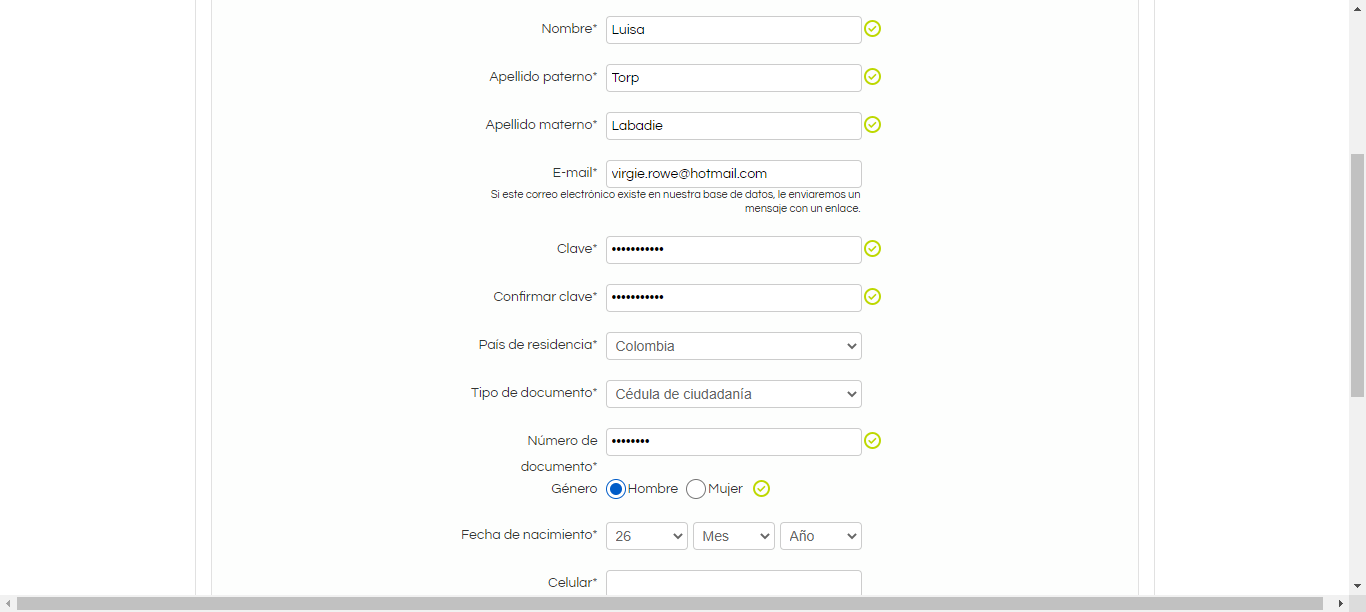 Nombre* Luisa
Apellido paterno* Torp
Apellido materno* Labadie
E-mail* virgie.rowe@hotmail.com
Si este correo electrónico existe en nuestra base de datos, le enviaremos un
mensaje con un enlace.
Clave* •••••••••••
Confirmar clave* •••••••••••
País de residencia* Colombia
Tipo de documento* Cédula de ciudadanía
Número de ••••••••
documento*
Género Hombre Mujer
Fecha de nacimiento* 26 Mes Año
Celular*